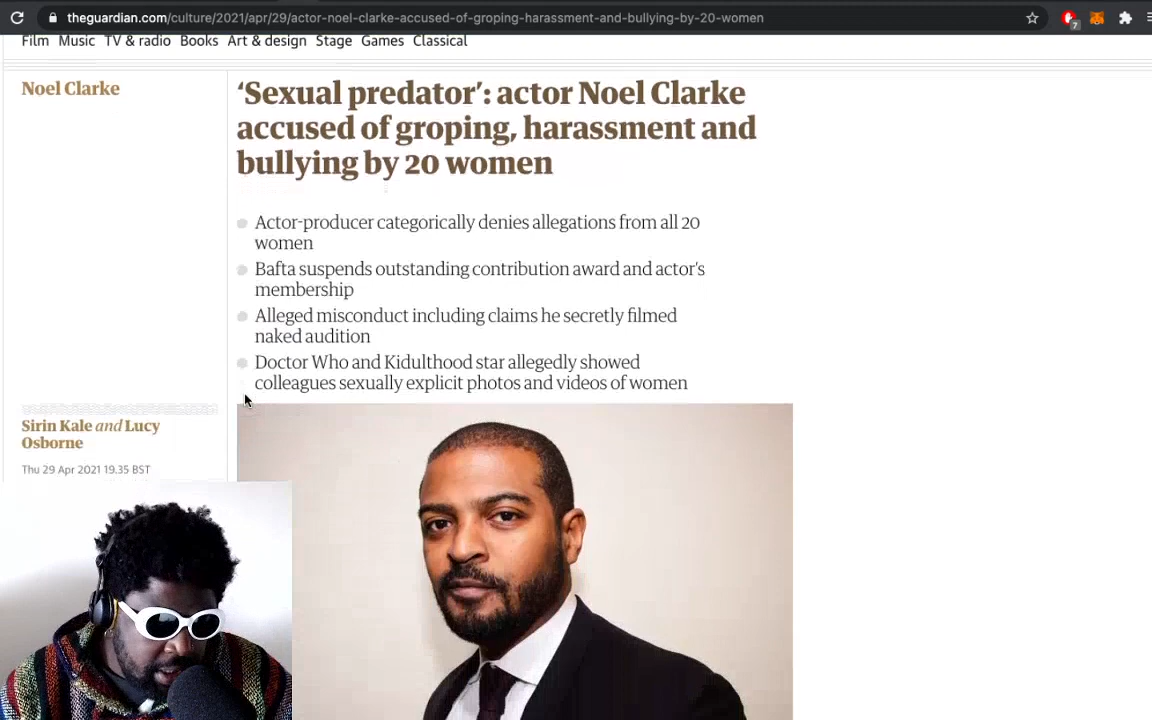 theguardian.com/culture/2021/apr/29/actor-noel-clarke-accused-of-groping-harassment-and-bullying-by-20-women
7
Film Music TV & radio Books Art & design Stage Games Classical
Noel Clarke
‘Sexual predator’: actor Noel Clarke
accused of groping, harassment and
bullying by 20 women
Actor-producer categorically denies allegations from all 20
women
Bafta suspends outstanding contribution award and actor’s
membership
Alleged misconduct including claims he secretly filmed
naked audition
Doctor Who and Kidulthood star allegedly showed
colleagues sexually explicit photos and videos of women
Sirin Kale and Lucy
Osborne
Thu 29 Apr 2021 19.35 BST